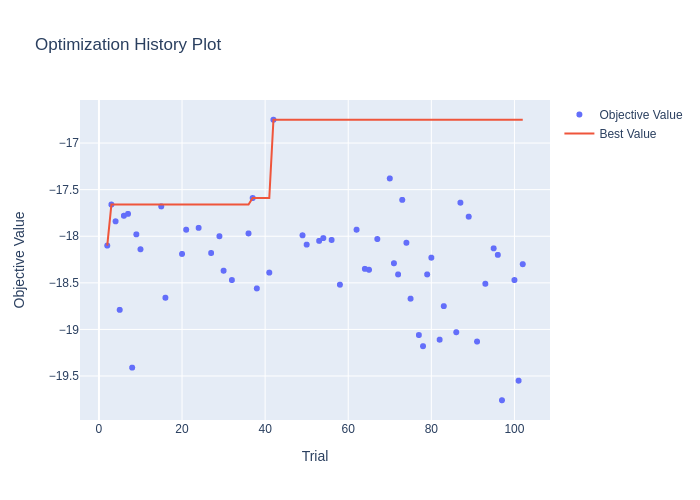 Optimization History Plot
Objective Value
Best Value
−17
−17.5
−18
−18.5
−19
−19.5
0
20
40
60
80
100
Trial
Objective Value